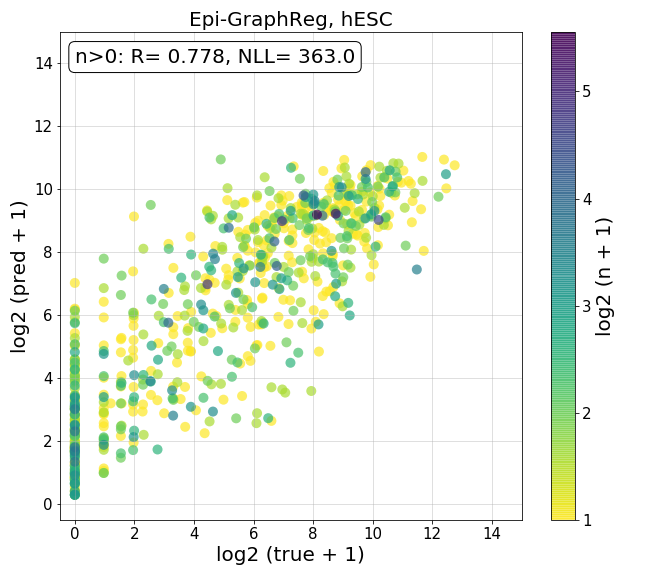 Epi-GraphReg, hESC
n>0: R= 0.778, NLL= 363.0
log2 (pred + 1)
14
12
10
8
6
4
2
0
0 2 4 6 8 10 12 14
log2 (true + 1)
5
4
3
2
1
log2 (n + 1)